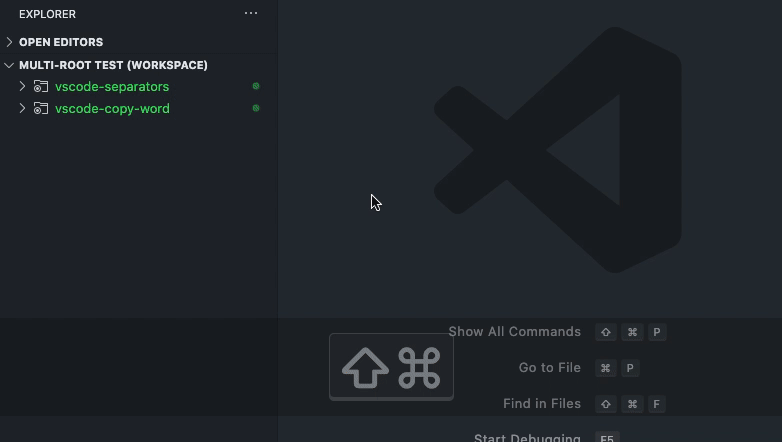 EXPLORER ...
OPEN EDITORS
MULTI-ROOT TEST (WORKSPACE)
vscode-separators
vscode-copy-word
Show All Commands ⇧ ⌘ P
⇧ ⌘
Go to File ⌘ P
Find in Files ⇧ ⌘ F
Start Debugging F5